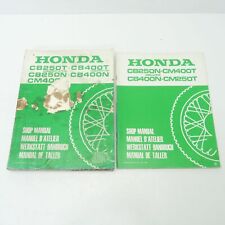 HONDA
CB250T·CB400T
CB250N·CB400N
SHOP MANUAL
MANUEL D'ATELIER
WERKSTATT-HANDBUCH
MANUAL DE TALLER
HONDA
CB250N·CM400T
CB400N·CM250T
SHOP MANUAL
MANUEL D'ATELIER
WERKSTATT-HANDBUCH
MANUAL DE TALLER